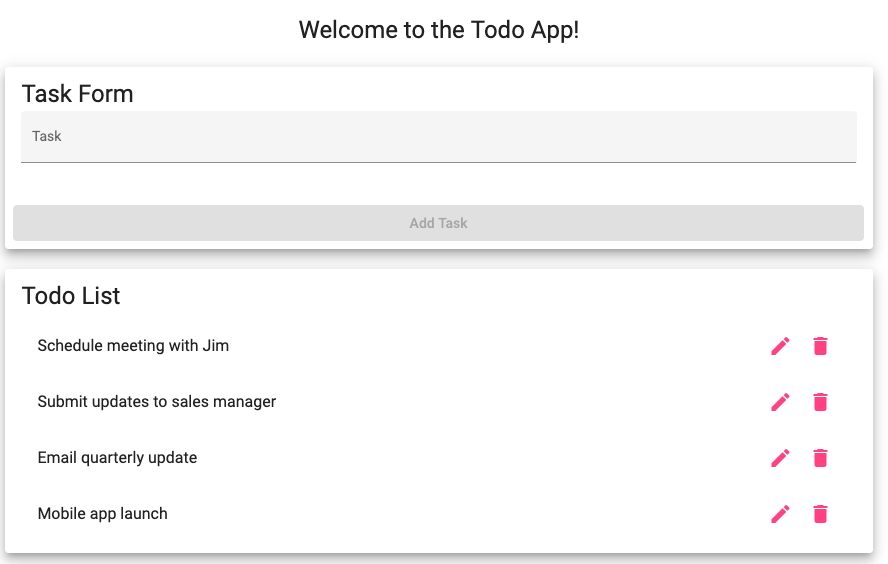 Welcome to the Todo App!
Task Form
Task
Add Task
Todo List
Schedule meeting with Jim
Submit updates to sales manager
Email quarterly update
Mobile app launch